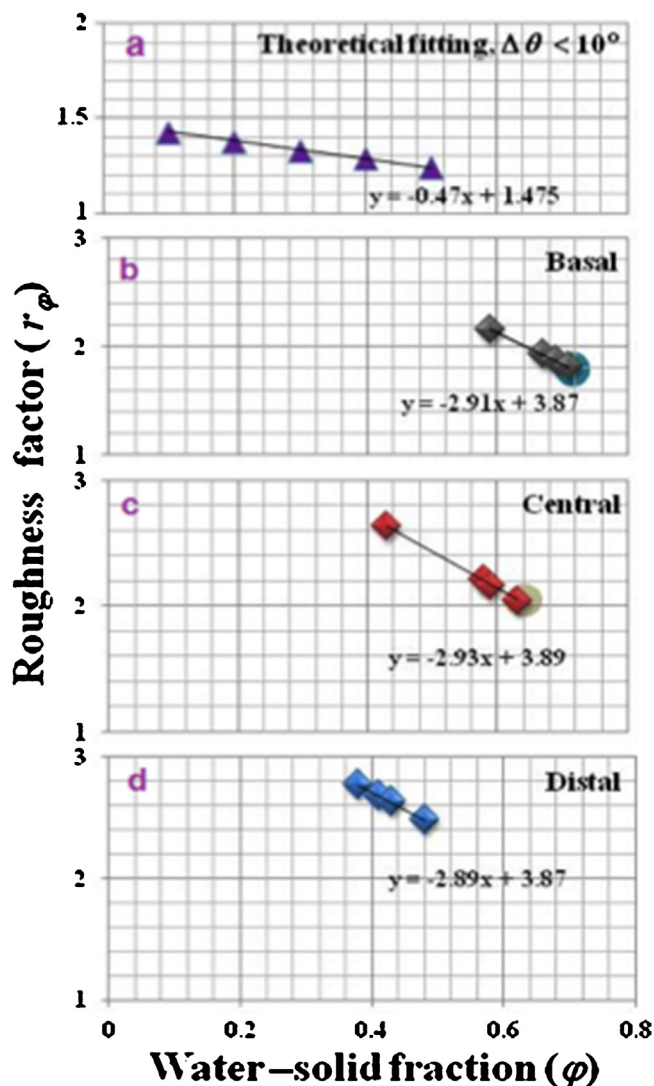 Roughness factor (rφ)
2
a
Theoretical fitting, Δ θ < 10°
1.5
y = -0.47x + 1.475
1
3
b
Basal
2
y = -2.91x + 3.87
1
3
c
Central
2
y = -2.93x + 3.89
1
3
d
Distal
2
y = -2.89x + 3.87
1
0 0.2 0.4 0.6 0.8
Water–solid fraction (φ)